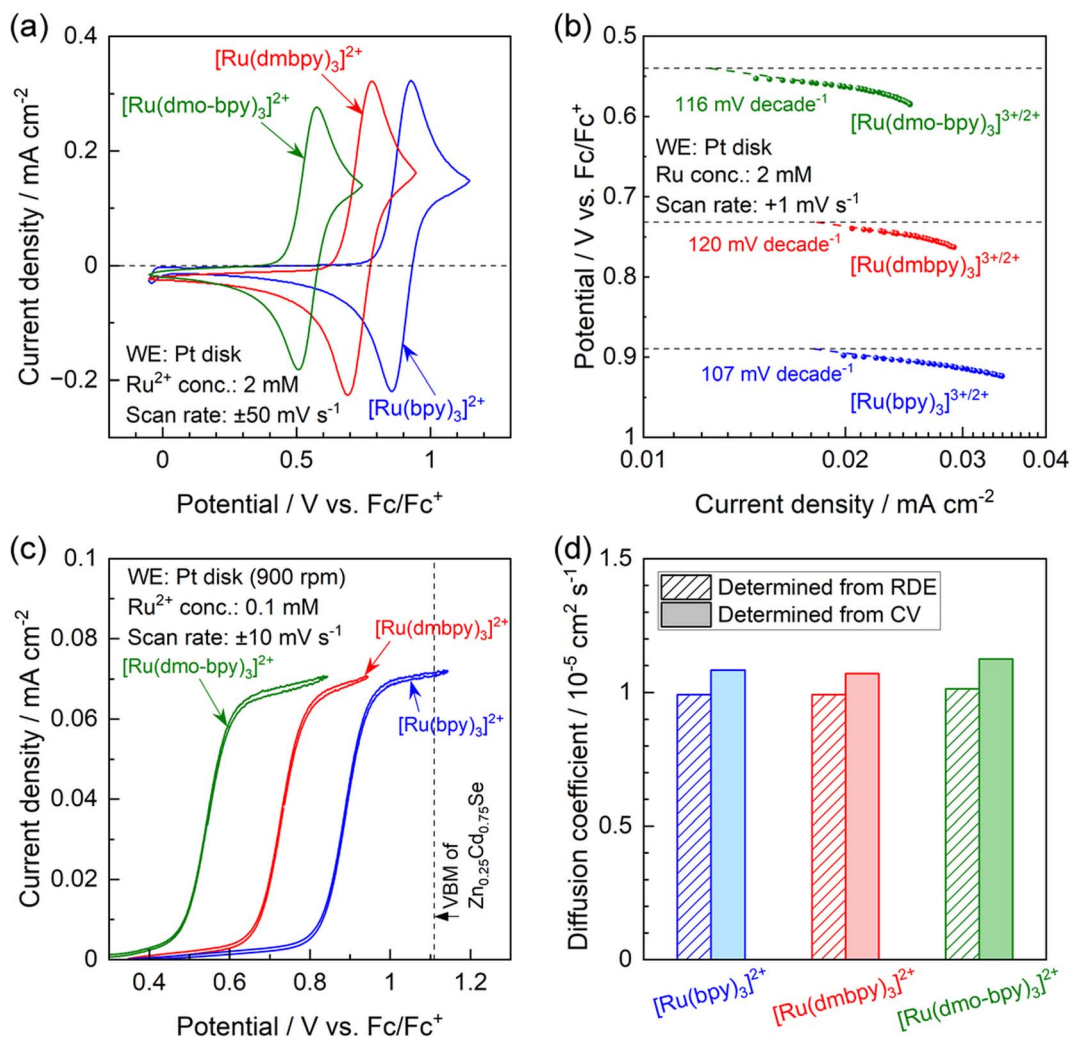 (a)
0.4
0.2
0
−0.2
Current density / mA cm⁻²
[Ru(dmbpy)₃]²⁺
[Ru(dmo-bpy)₃]²⁺
WE: Pt disk
Ru²⁺ conc.: 2 mM
Scan rate: ±50 mV s⁻¹
[Ru(bpy)₃]²⁺
0 0.5 1
Potential / V vs. Fc/Fc⁺
(b)
0.5
0.6
0.7
0.8
0.9
1
Potential / V vs. Fc/Fc⁺
116 mV decade⁻¹
[Ru(dmo-bpy)₃]³⁺/²⁺
WE: Pt disk
Ru conc.: 2 mM
Scan rate: +1 mV s⁻¹
120 mV decade⁻¹
[Ru(dmbpy)₃]³⁺/²⁺
107 mV decade⁻¹
[Ru(bpy)₃]³⁺/²⁺
0.01 0.02 0.03 0.04
Current density / mA cm⁻²
(c)
0.1
0.08
0.06
0.04
0.02
0
Current density / mA cm⁻²
WE: Pt disk (900 rpm)
Ru²⁺ conc.: 0.1 mM
Scan rate: ±10 mV s⁻¹
[Ru(dmbpy)₃]²⁺
[Ru(dmo-bpy)₃]²⁺
[Ru(bpy)₃]²⁺
↑VBM of
Zn₀.₂₅Cd₀.₇₅Se
0.4 0.6 0.8 1 1.2
Potential / V vs. Fc/Fc⁺
(d)
1.5
1
0.5
0
Diffusion coefficient / 10⁻⁵ cm² s⁻¹
Determined from RDE
Determined from CV
[Ru(bpy)₃]²⁺
[Ru(dmbpy)₃]²⁺
[Ru(dmo-bpy)₃]²⁺